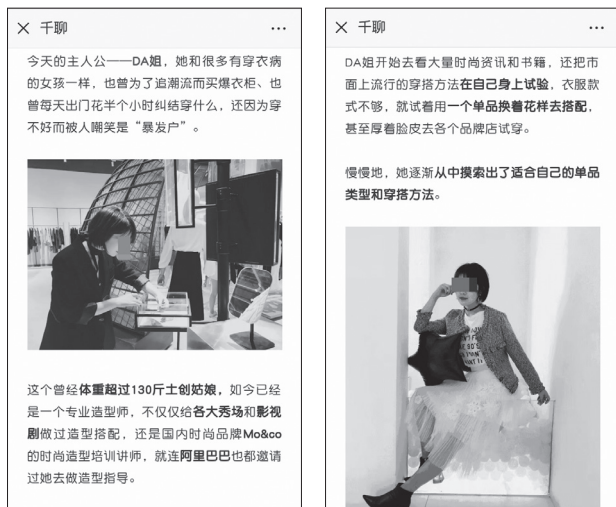 千聊
今天的主人公——DA姐，她和很多有穿衣病
的女孩一样，也曾为了追潮流而买爆衣柜、也
曾每天出门花半个小时纠结穿什么，还因为穿
不好而被人嘲笑是“暴发户”。
这个曾经体重超过130斤土创姑娘，如今已经
是一个专业造型师，不仅仅给各大秀场和影视
剧做过造型搭配，还是国内时尚品牌Mo&co
的时尚造型培训讲师，就连阿里巴巴也都邀请
过她去做造型指导。
千聊
DA姐开始去看大量时尚资讯和书籍，还把市
面上流行的穿搭方法在自己身上试验，衣服款
式不够，就试着用一个单品换着花样去搭配，
甚至厚着脸皮去各个品牌店试穿。
慢慢地，她逐渐从中摸索出了适合自己的单品
类型和穿搭方法。